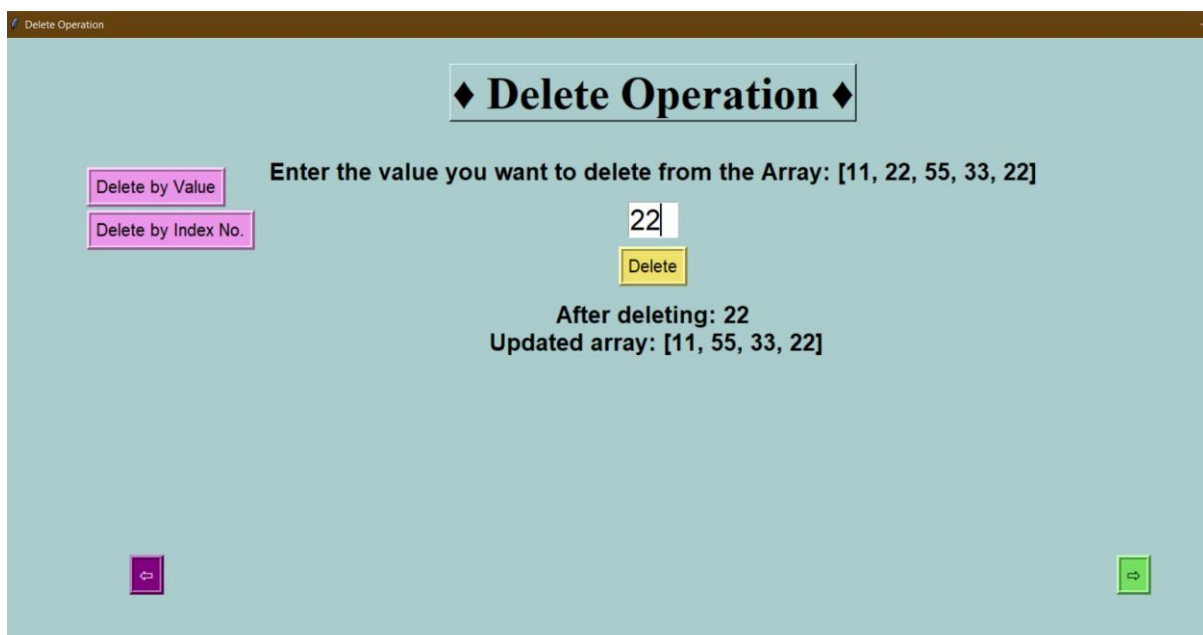 Delete Operation
♦ Delete Operation ♦
Enter the value you want to delete from the Array: [11, 22, 55, 33, 22]
Delete by Value
Delete by Index No.
22
Delete
After deleting: 22
Updated array: [11, 55, 33, 22]
⇦
⇨